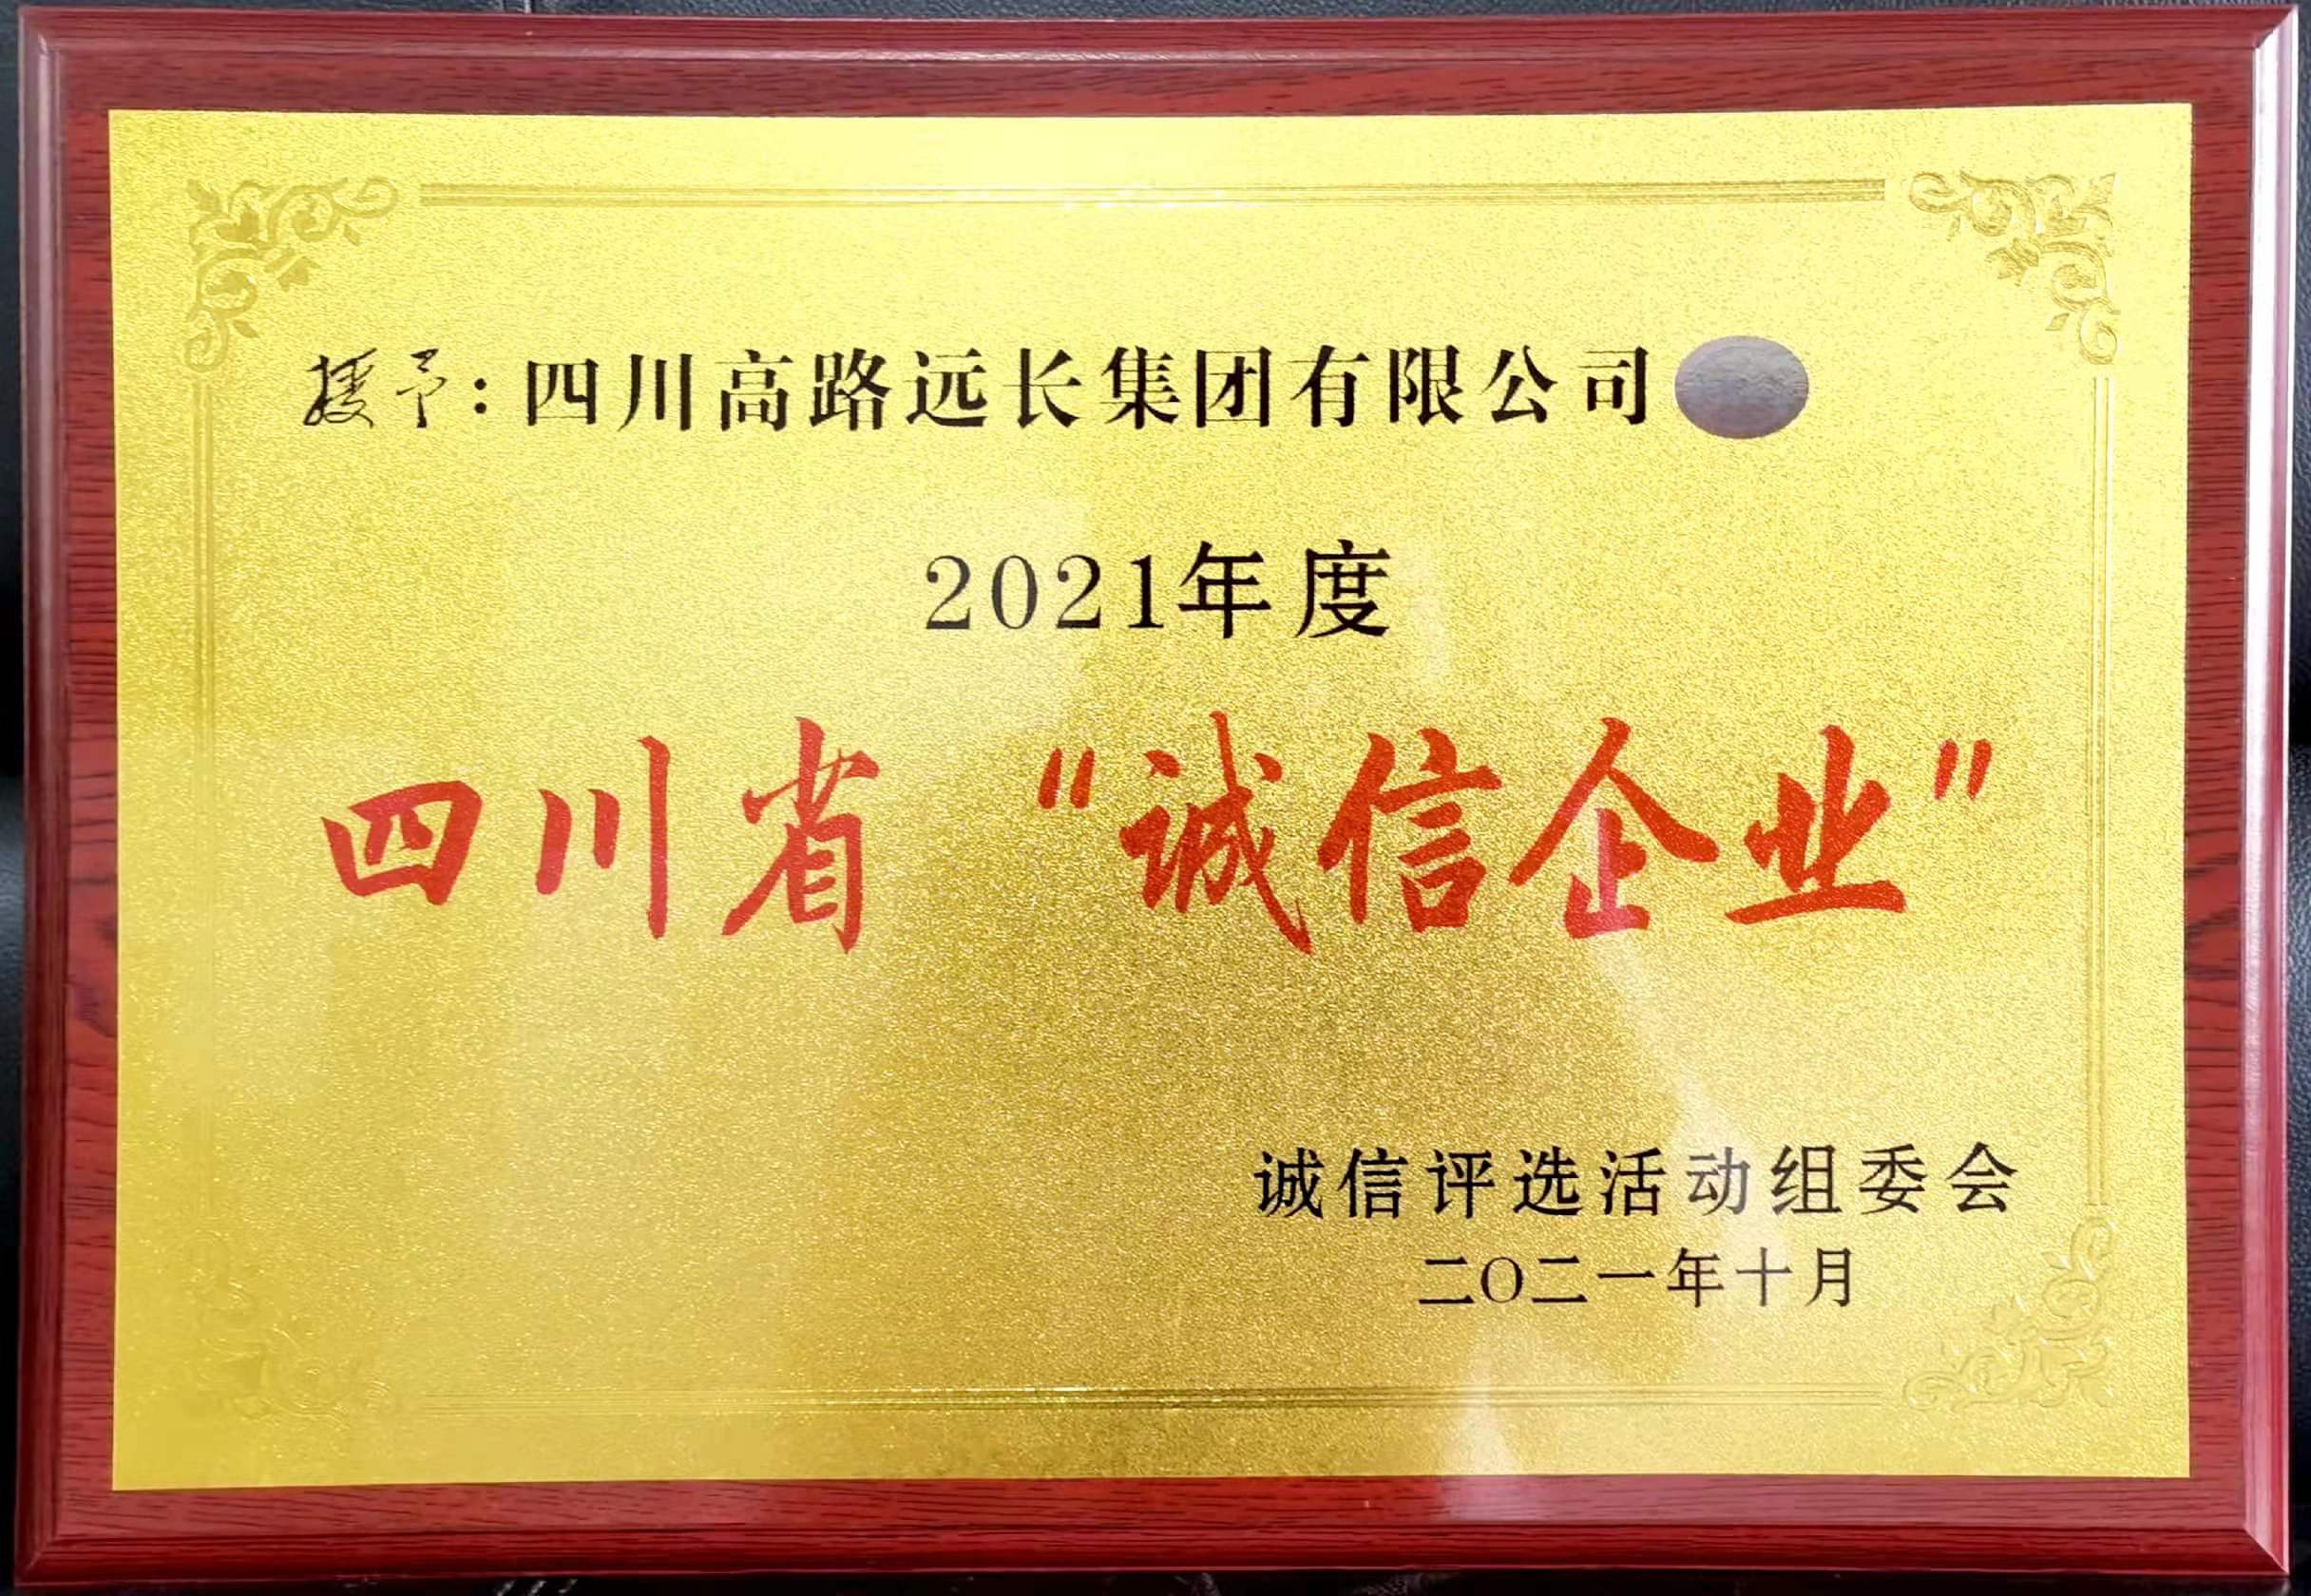 授予：四川高路远长集团有限公司
2021年度
四川省“诚信企业”
诚信评选活动组委会
二〇二一年十月